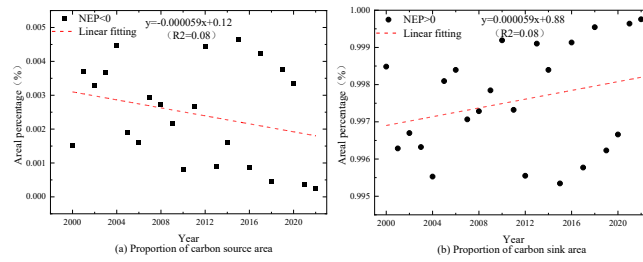 NEP<0
y=-0.000059x+0.12
Linear fitting
(R2=0.08)
0.005
0.004
0.003
0.002
0.001
0.000
Areal percentage (%)
2000
2004
2008
2012
2016
2020
Year
(a) Proportion of carbon source area
NEP>0
y=0.000059x+0.88
Linear fitting
(R2=0.08)
0.999
0.998
0.997
0.996
0.995
Areal percentage (%)
2000
2004
2008
2012
2016
2020
Year
(b) Proportion of carbon sink area